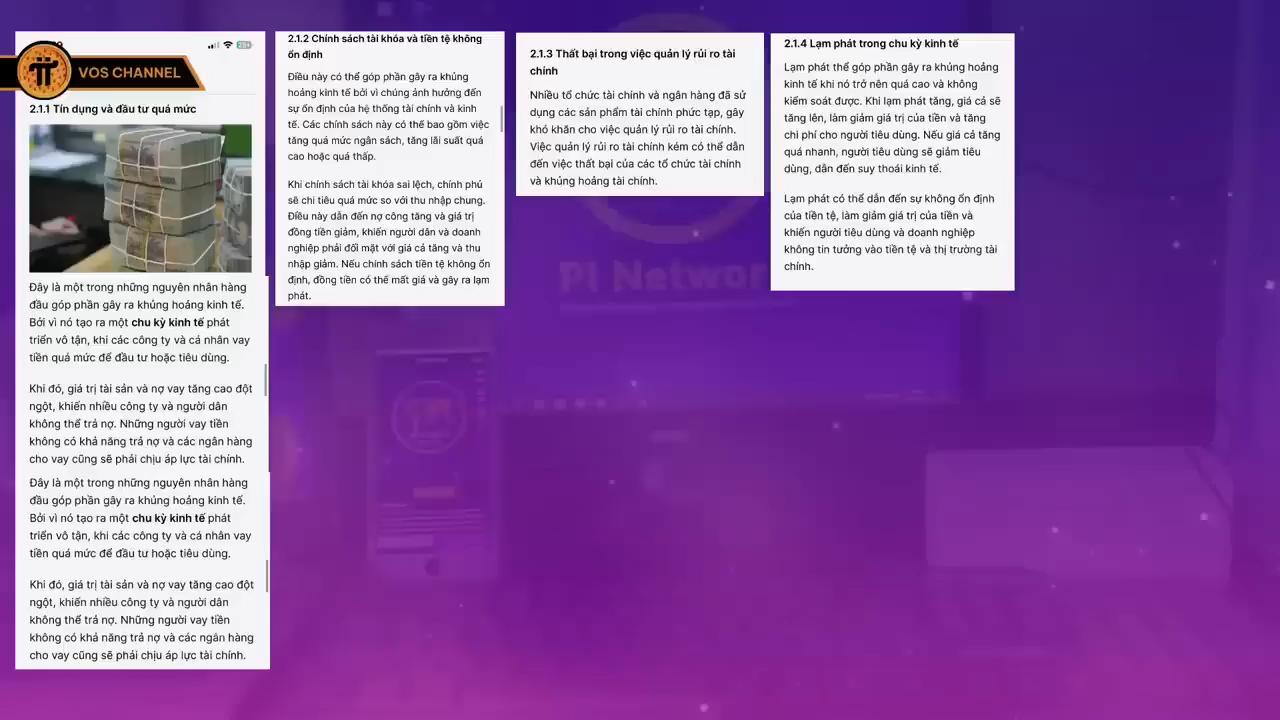 VOS CHANNEL
2.1.1 Tín dụng và đầu tư quá mức
Đây là một trong những nguyên nhân hàng
đầu góp phần gây ra khủng hoảng kinh tế.
Bởi vì nó tạo ra một chu kỳ kinh tế phát
triển vô tận, khi các công ty và cá nhân vay
tiền quá mức để đầu tư hoặc tiêu dùng.
Khi đó, giá trị tài sản và nợ vay tăng cao đột
ngột, khiến nhiều công ty và người dân
không thể trả nợ. Những người vay tiền
không có khả năng trả nợ và các ngân hàng
cho vay cũng sẽ phải chịu áp lực tài chính.
Đây là một trong những nguyên nhân hàng
đầu góp phần gây ra khủng hoảng kinh tế.
Bởi vì nó tạo ra một chu kỳ kinh tế phát
triển vô tận, khi các công ty và cá nhân vay
tiền quá mức để đầu tư hoặc tiêu dùng.
Khi đó, giá trị tài sản và nợ vay tăng cao đột
ngột, khiến nhiều công ty và người dân
không thể trả nợ. Những người vay tiền
không có khả năng trả nợ và các ngân hàng
cho vay cũng sẽ phải chịu áp lực tài chính.
2.1.2 Chính sách tài khóa và tiền tệ không
ổn định
Điều này có thể góp phần gây ra khủng
hoảng kinh tế bởi vì chúng ảnh hưởng đến
sự ổn định của hệ thống tài chính và kinh
tế. Các chính sách này có thể bao gồm việc
tăng quá mức ngân sách, tăng lãi suất quá
cao hoặc quá thấp.
Khi chính sách tài khóa sai lệch, chính phủ
sẽ chi tiêu quá mức so với thu nhập chung.
Điều này dẫn đến nợ công tăng và giá trị
đồng tiền giảm, khiến người dân và doanh
nghiệp phải đối mặt với giá cả tăng và thu
nhập giảm. Nếu chính sách tiền tệ không ổn
định, đồng tiền có thể mất giá và gây ra lạm
phát.
2.1.3 Thất bại trong việc quản lý rủi ro tài
chính
Nhiều tổ chức tài chính và ngân hàng đã sử
dụng các sản phẩm tài chính phức tạp, gây
khó khăn cho việc quản lý rủi ro tài chính.
Việc quản lý rủi ro tài chính kém có thể dẫn
đến việc thất bại của các tổ chức tài chính
và khủng hoảng tài chính.
2.1.4 Lạm phát trong chu kỳ kinh tế
Lạm phát thể góp phần gây ra khủng hoảng
kinh tế khi nó trở nên quá cao và không
kiểm soát được. Khi lạm phát tăng, giá cả sẽ
tăng lên, làm giảm giá trị của tiền và tăng
chi phí cho người tiêu dùng. Nếu giá cả tăng
quá nhanh, người tiêu dùng sẽ giảm tiêu
dùng, dẫn đến suy thoái kinh tế.
Lạm phát có thể dẫn đến sự không ổn định
của tiền tệ, làm giảm giá trị của tiền và
khiến người tiêu dùng và doanh nghiệp
không tin tưởng vào tiền tệ và thị trường tài
chính.
Pi Networ